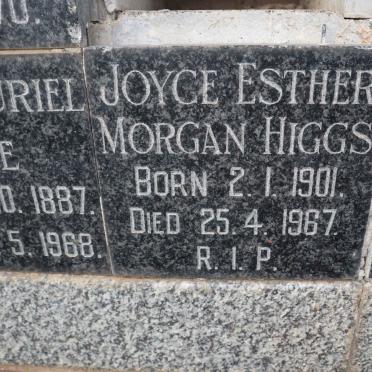 JOYCE ESTHER
MORGAN HIGGS
BORN 2. 1. 1901.
DIED 25. 4. 1967.
R. I. P.
URIEL
E
0. 1887.
5. 1968.